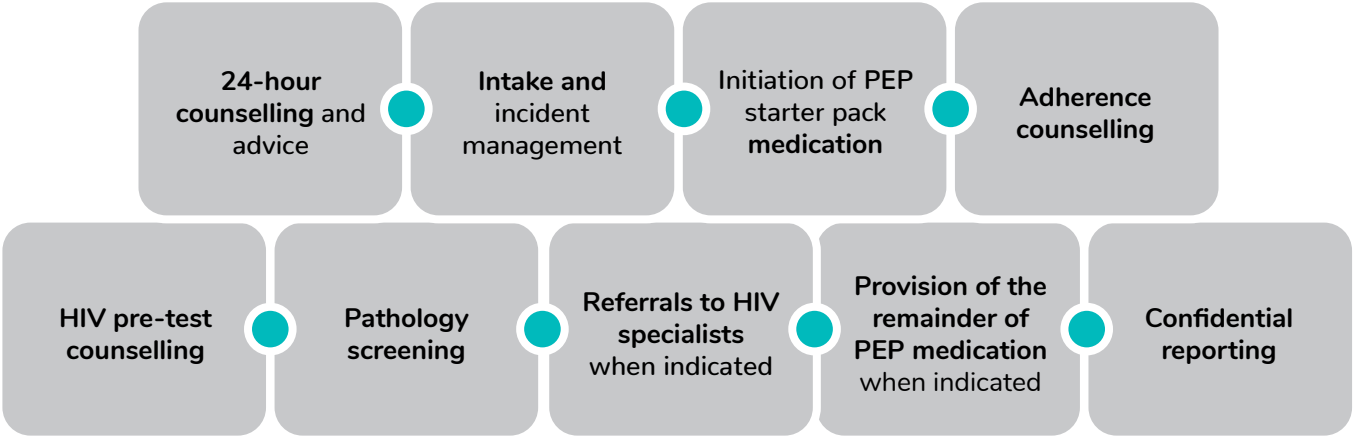 24-hour
counselling and
advice
Intake and
incident
management
Initiation of PEP
starter pack
medication
Adherence
counselling
HIV pre-test
counselling
Pathology
screening
Referrals to HIV
specialists
when indicated
Provision of the
remainder of
PEP medication
when indicated
Confidential
reporting